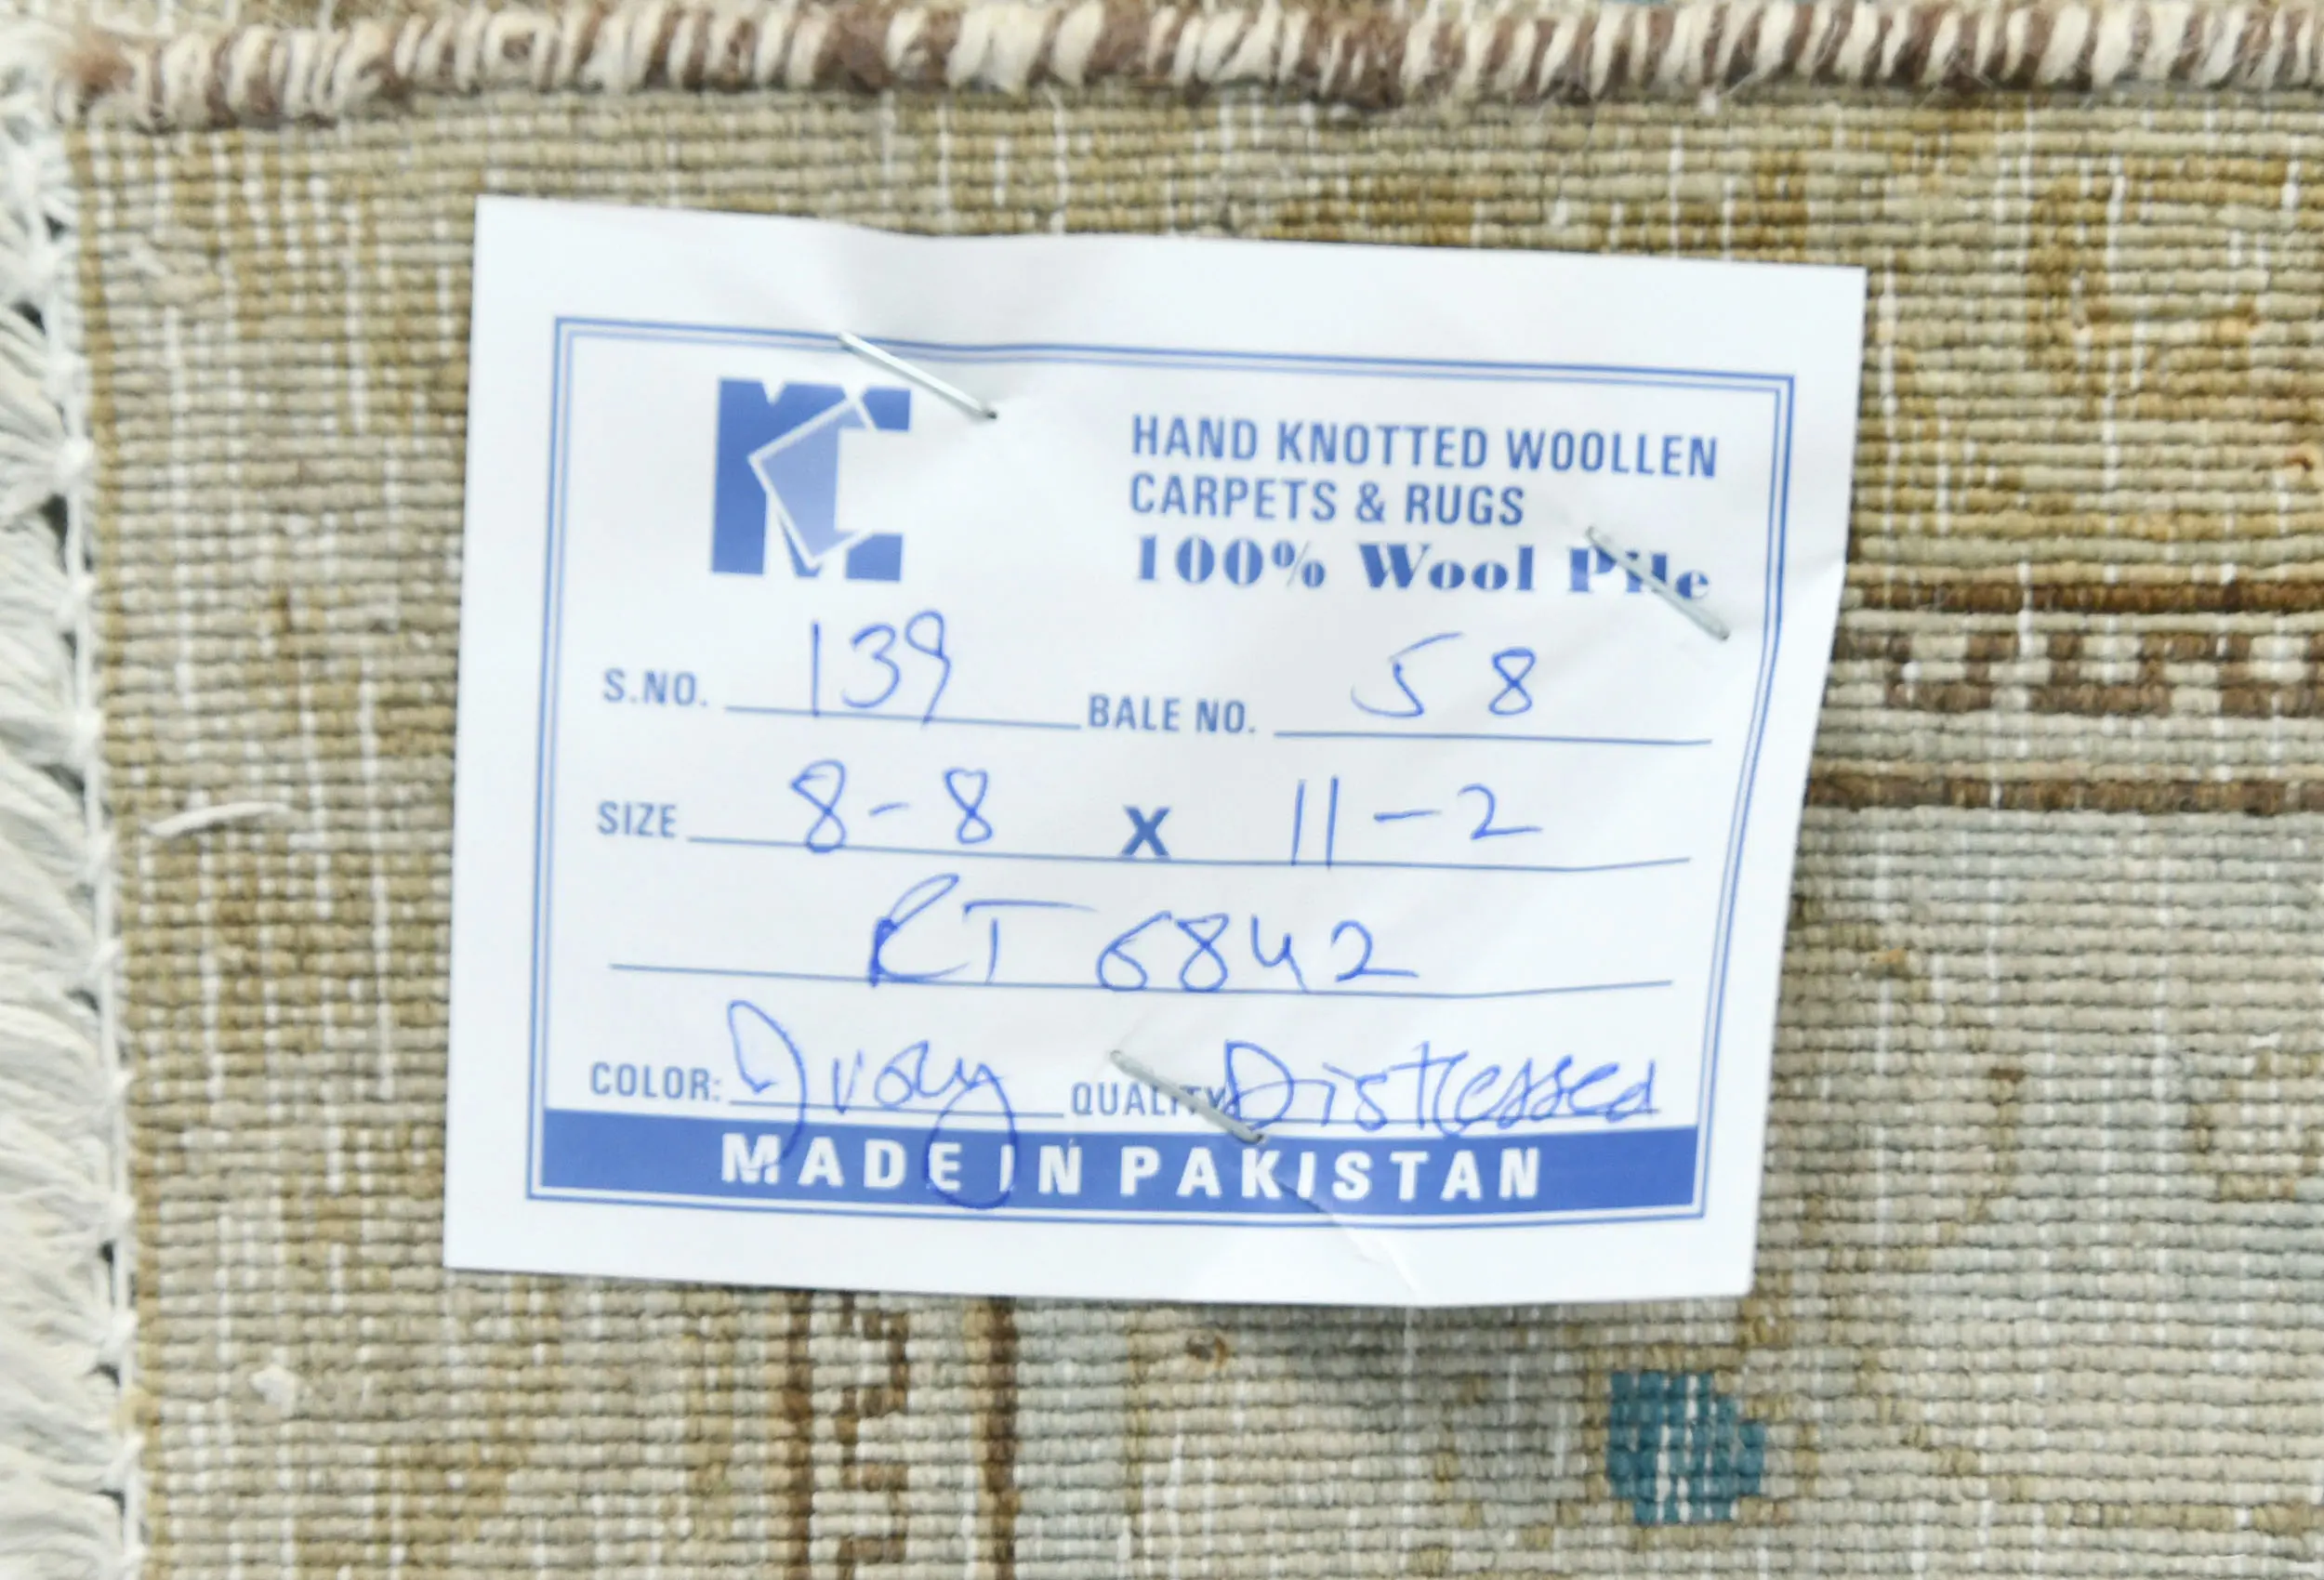 KC
HAND KNOTTED WOOLLEN
CARPETS & RUGS
100% Wool Pile
S.NO. 139 BALE NO. 58
SIZE 8-8 X 11-2
RT 6842
COLOR: Ivory QUALITY Distressed
MADE IN PAKISTAN